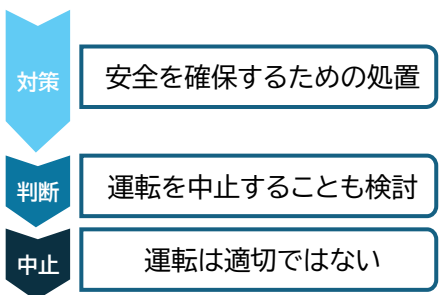 対策
安全を確保するための処置
判断
運転を中止することも検討
中止
運転は適切ではない